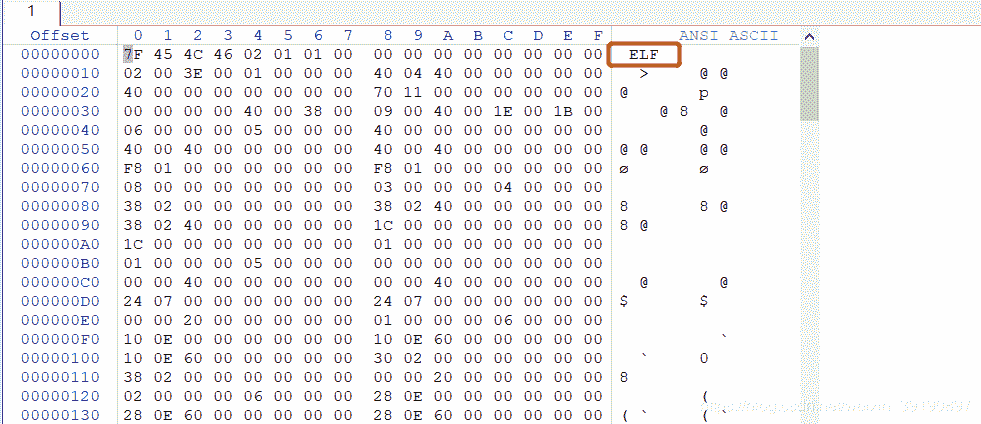 1
Offset 0 1 2 3 4 5 6 7 8 9 A B C D E F ANSI ASCII
00000000 7F 45 4C 46 02 01 01 00 00 00 00 00 00 00 00 00 ELF
00000010 02 00 3E 00 01 00 00 00 40 04 40 00 00 00 00 00 > @ @
00000020 40 00 00 00 00 00 00 00 70 11 00 00 00 00 00 00 @ p
00000030 00 00 00 00 40 00 38 00 09 00 40 00 1E 00 1B 00 @ 8 @
00000040 06 00 00 00 05 00 00 00 40 00 00 00 00 00 00 00 @
00000050 40 00 40 00 00 00 00 00 40 00 40 00 00 00 00 00 @ @ @ @
00000060 F8 01 00 00 00 00 00 00 F8 01 00 00 00 00 00 00 ø ø
00000070 08 00 00 00 00 00 00 00 03 00 00 00 04 00 00 00
00000080 38 02 00 00 00 00 00 00 38 02 40 00 00 00 00 00 8 8 @
00000090 38 02 40 00 00 00 00 00 1C 00 00 00 00 00 00 00 8 @
000000A0 1C 00 00 00 00 00 00 00 01 00 00 00 00 00 00 00
000000B0 01 00 00 00 05 00 00 00 00 00 00 00 00 00 00 00
000000C0 00 00 40 00 00 00 00 00 00 00 40 00 00 00 00 00 @ @
000000D0 24 07 00 00 00 00 00 00 24 07 00 00 00 00 00 00 $ $
000000E0 00 00 20 00 00 00 00 00 01 00 00 00 06 00 00 00
000000F0 10 0E 00 00 00 00 00 00 10 0E 60 00 00 00 00 00 `
00000100 10 0E 60 00 00 00 00 00 30 02 00 00 00 00 00 00 ` 0
00000110 38 02 00 00 00 00 00 00 00 00 20 00 00 00 00 00 8
00000120 02 00 00 00 06 00 00 00 28 0E 00 00 00 00 00 00 (
00000130 28 0E 60 00 00 00 00 00 28 0E 60 00 00 00 00 00 ( ` ( `